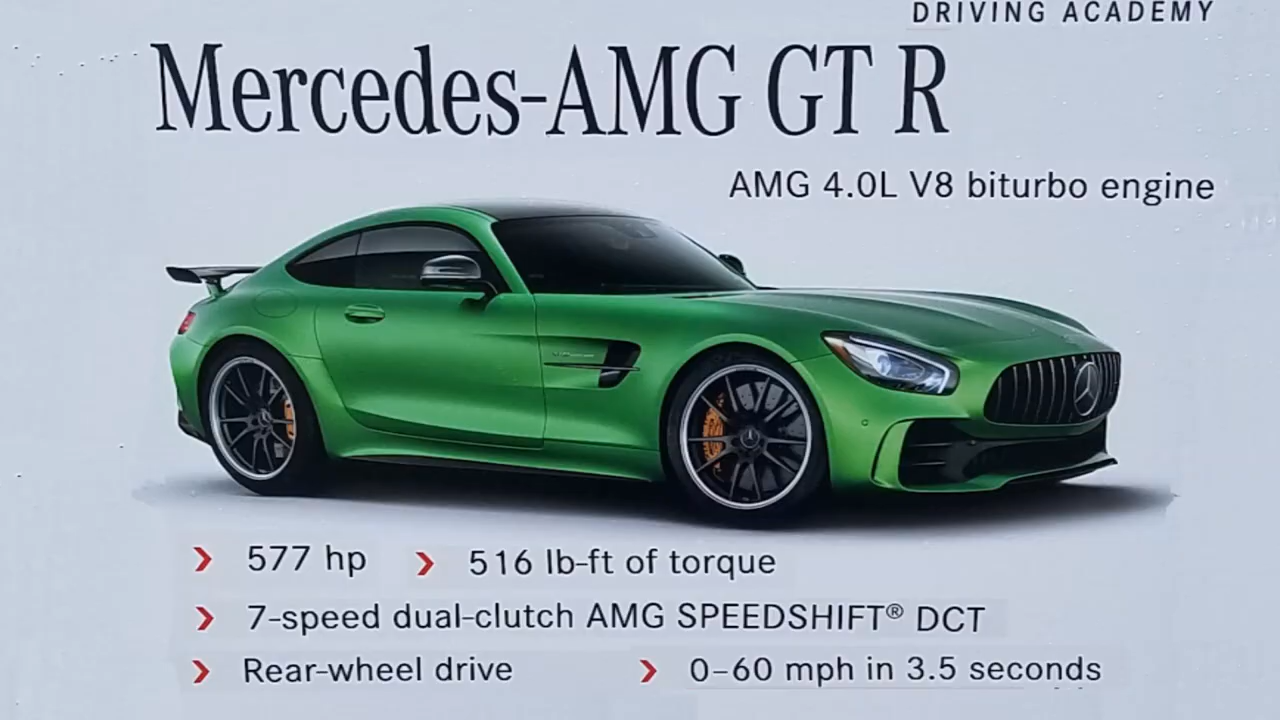 DRIVING ACADEMY
Mercedes-AMG GT R
AMG 4.0L V8 biturbo engine
577 hp
516 lb-ft of torque
7-speed dual-clutch AMG SPEEDSHIFT® DCT
Rear-wheel drive
0-60 mph in 3.5 seconds